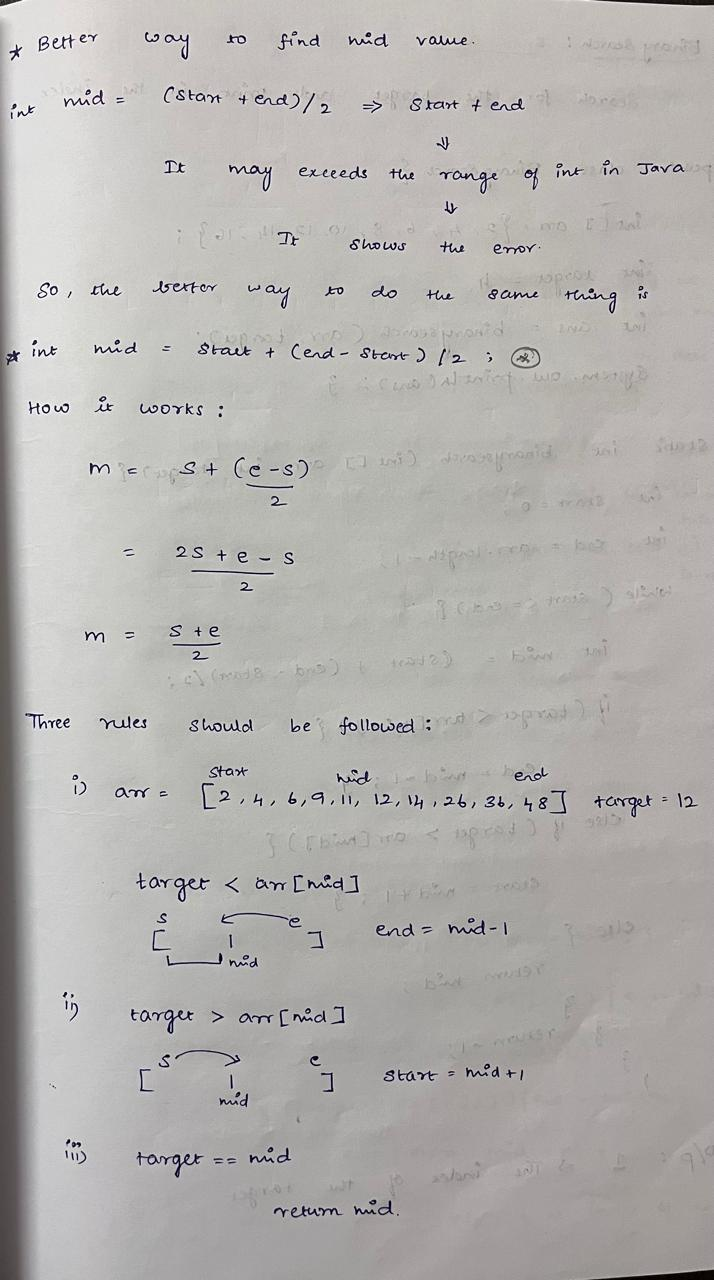 * Better way to find mid value.
int mid = (start + end)/2 ⇒ start + end
⇓
It may exceeds the range of int in Java
⇓
It shows the error.
So, the better way to do the same thing is
* int mid = start + (end - start) / 2 ; (*)
How it works :
m = s + (e - s)
2
= 2s + e - s
2
m = s + e
2
Three rules should be followed :
start mid end
i) arr = [2, 4, 6, 9, 11, 12, 14, 26, 36, 48] target = 12
target < arr[mid]
s e
[ | ] end = mid - 1
mid
ii) target > arr[mid]
s e
[ | ] start = mid + 1
mid
iii) target == mid
return mid.